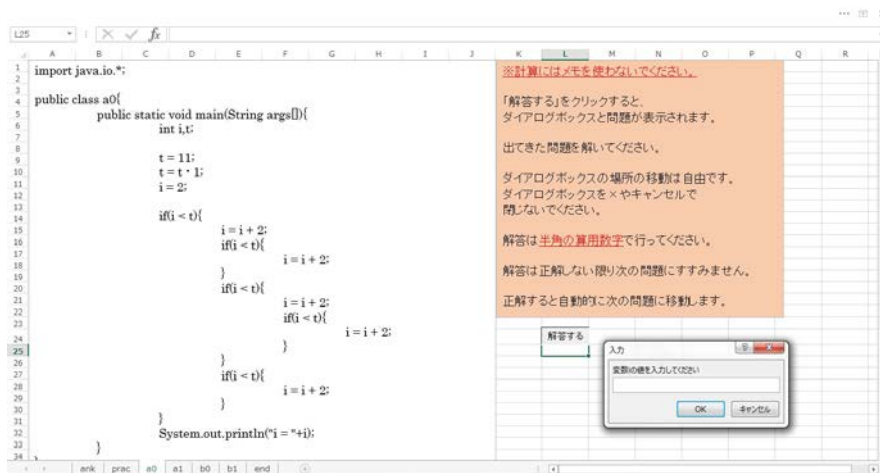 L25
fx
A B C D E F G H I J K L M N O P Q R
import java.io.*;
public class a0{
public static void main(String args[]){
int i,t;
t = 11;
t = t - 1;
i = 2;
if(i < t){
i = i + 2;
if(i < t){
i = i + 2;
}
if(i < t){
i = i + 2;
if(i < t){
i = i + 2;
}
}
if(i < t){
i = i + 2;
}
}
System.out.println("i = "+i);
}
※計算にはメモを使わないでください。
「解答する」をクリックすると、
ダイアログボックスと問題が表示されます。
出てきた問題を解いてください。
ダイアログボックスの場所の移動は自由です。
ダイアログボックスを×やキャンセルで
閉じないでください。
解答は半角の算用数字で行ってください。
解答は正解しない限り次の問題にすすみません。
正解すると自動的に次の問題に移動します。
解答する
入力
変数iの値を入力してください
OK キャンセル
ank prac a0 a1 b0 b1 end